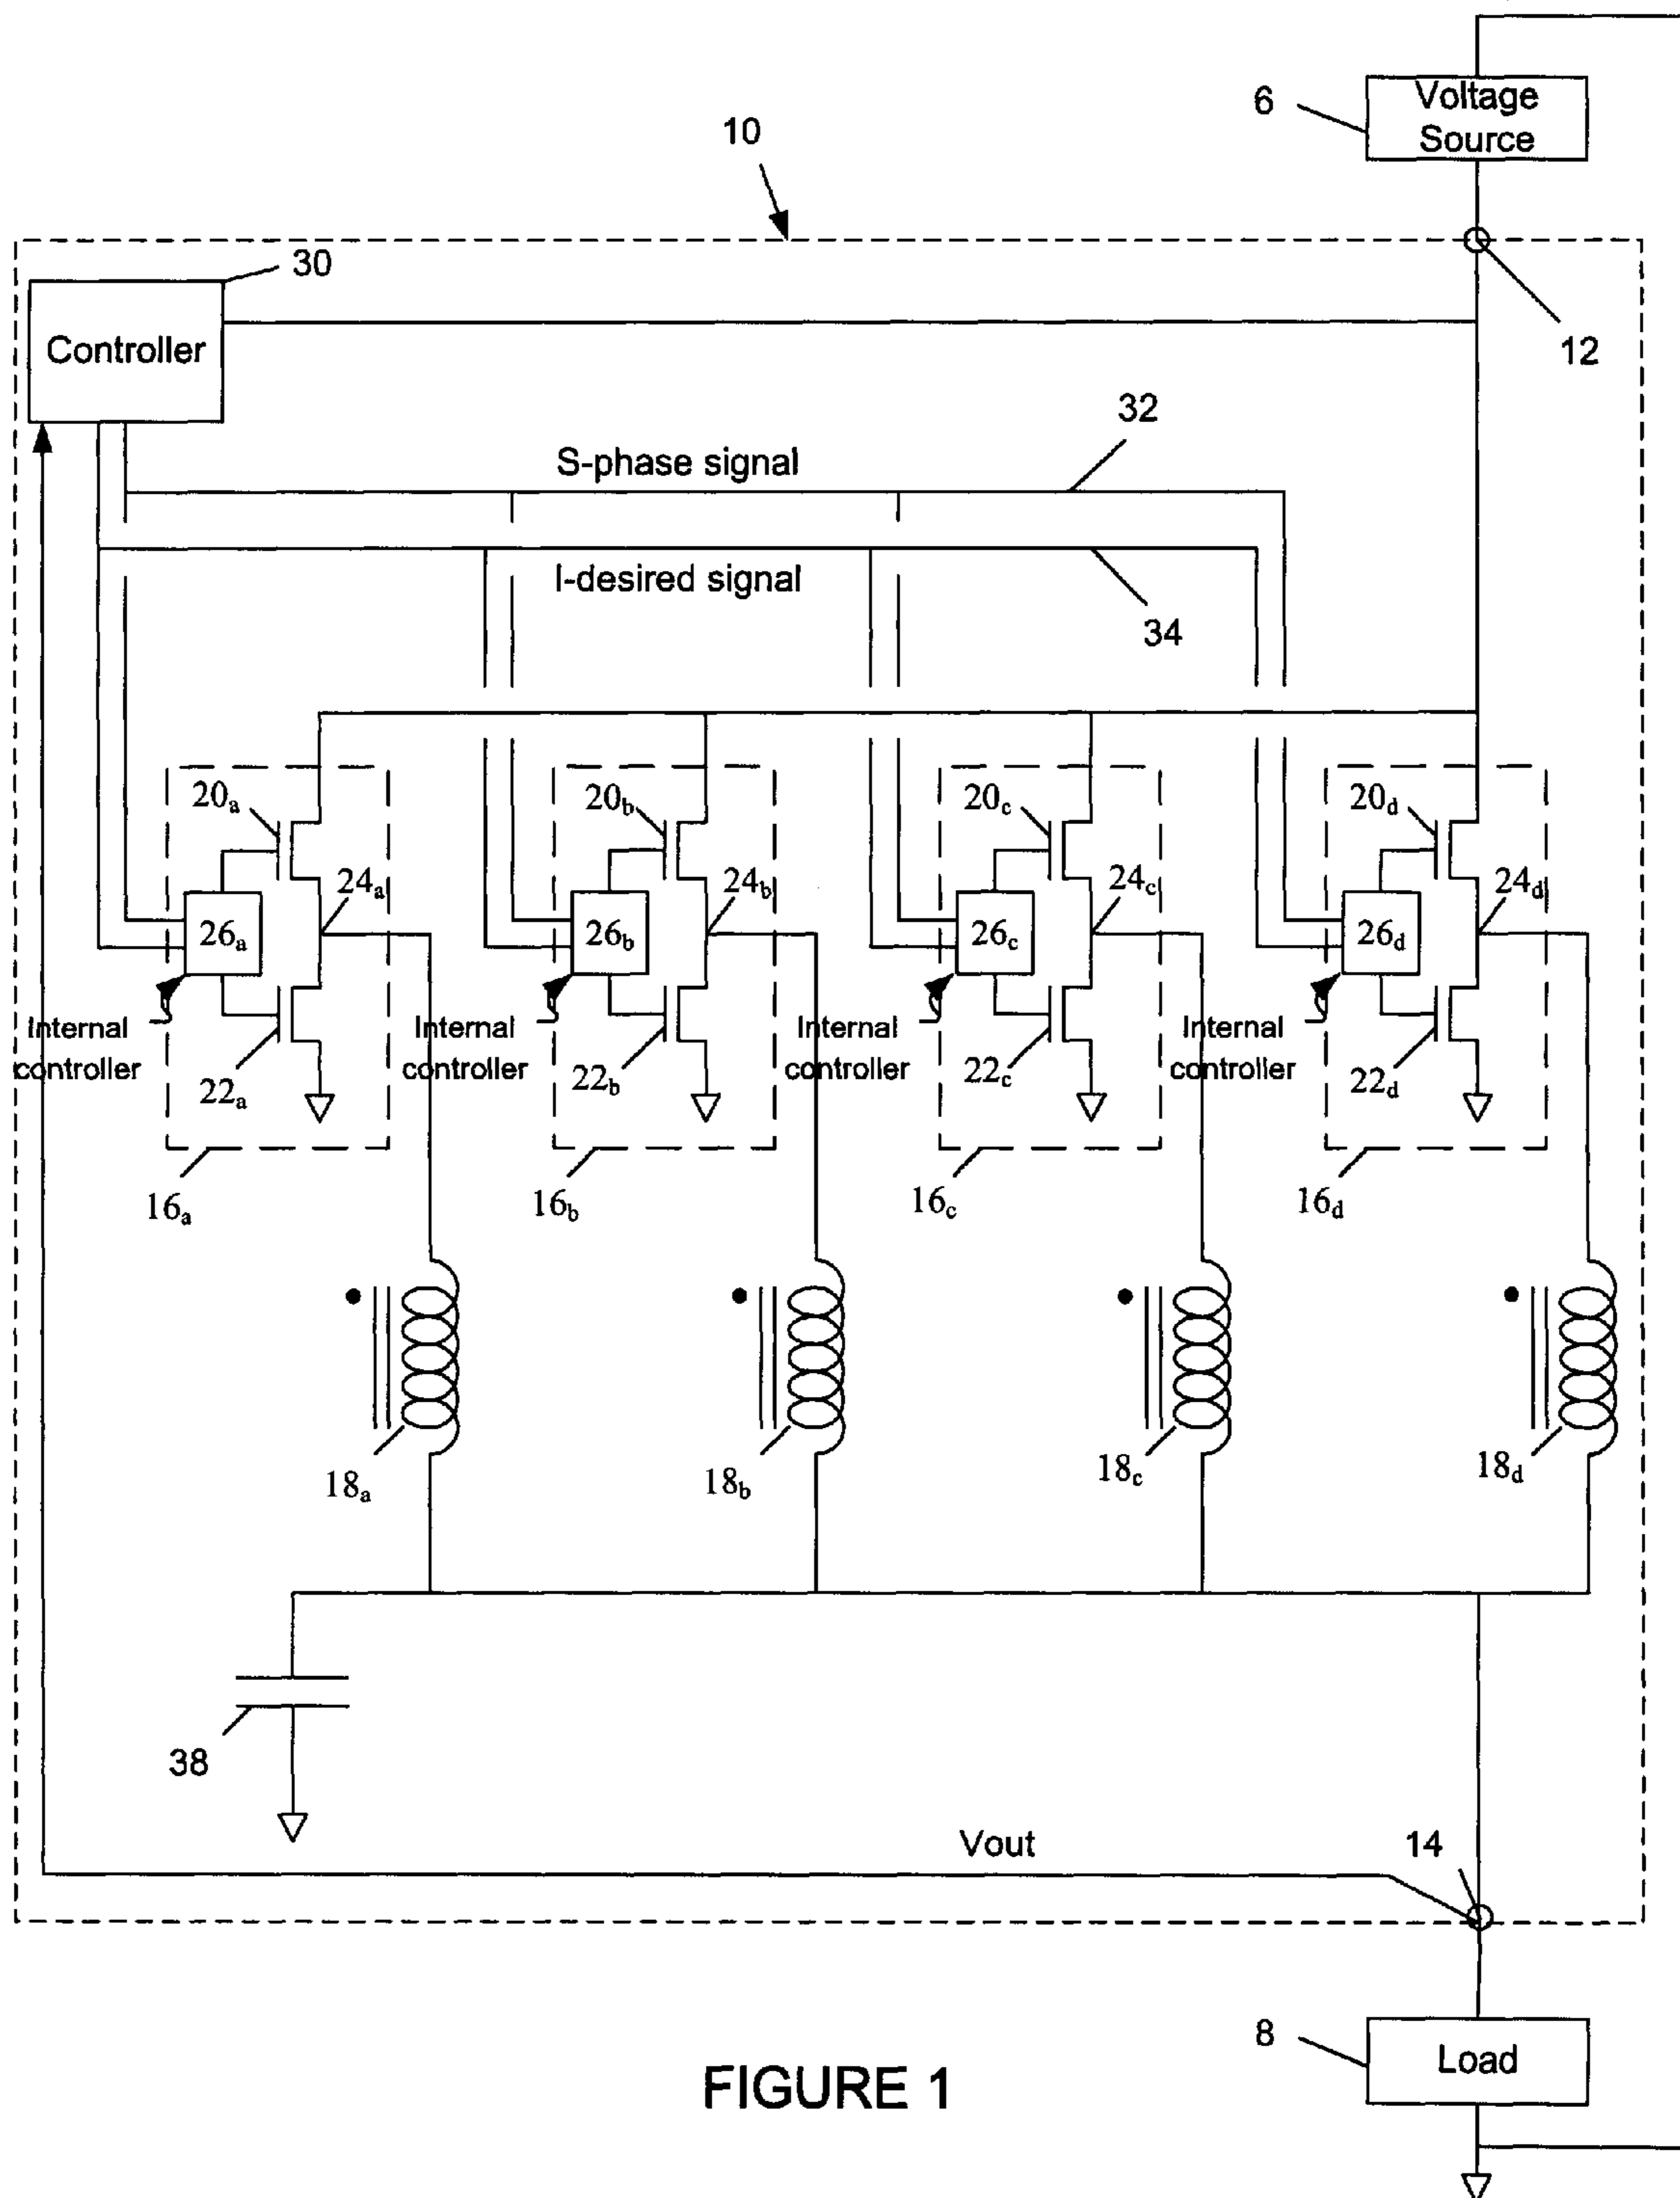 6
Voltage
Source
10
30
Controller
12
32
S-phase signal
I-desired signal
34
20a
20b
20c
20d
24a
24b
24c
24d
26a
26b
26c
26d
Internal
controller
Internal
controller
Internal
controller
Internal
controller
22a
22b
22c
22d
16a
16b
16c
16d
18a
18b
18c
18d
38
Vout
14
8
Load
FIGURE 1